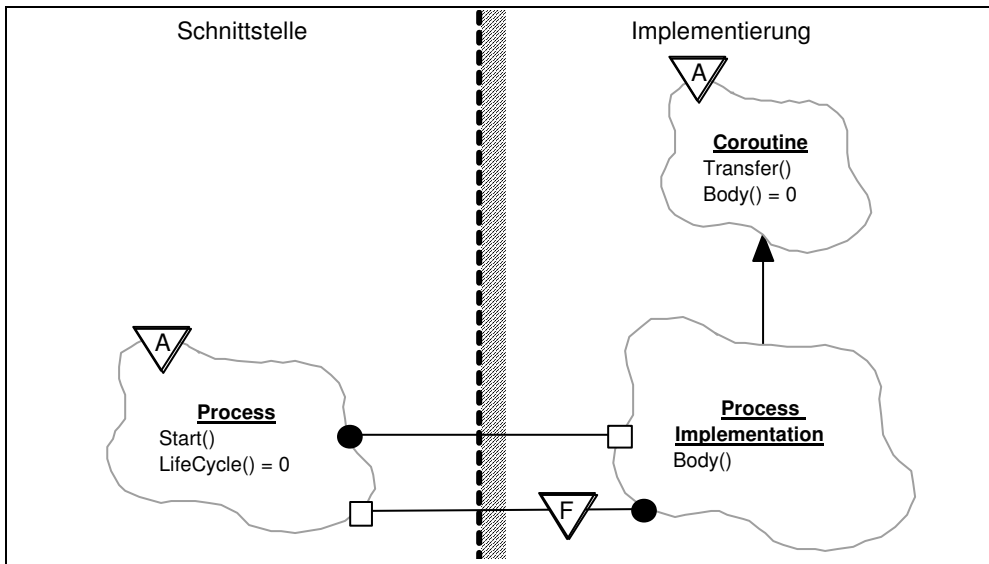 Schnittstelle
Implementierung
A
Coroutine
Transfer()
Body() = 0
A
Process
Start()
LifeCycle() = 0
Process
Implementation
Body()
F